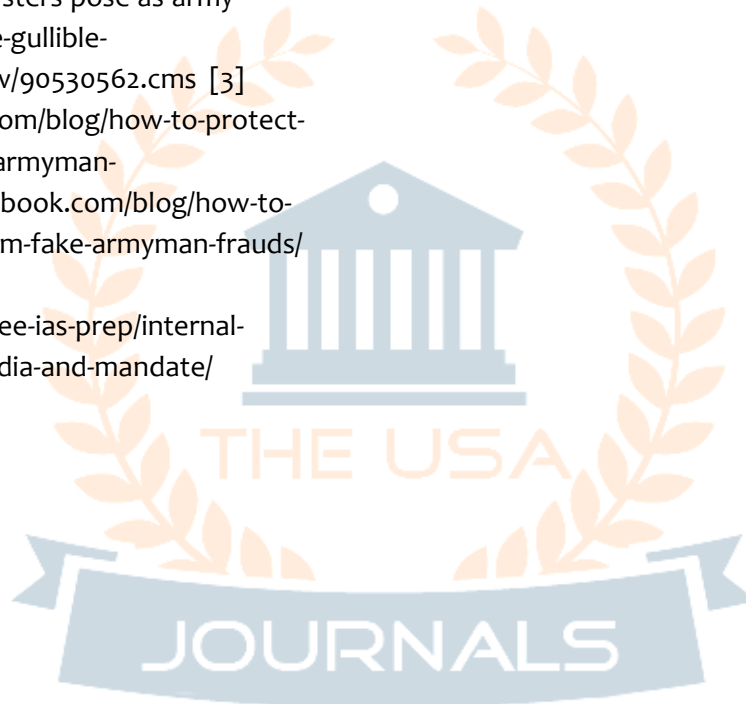 sters pose as army
e-gullible-
v/90530562.cms [3]
om/blog/how-to-protect-
armyman-
book.com/blog/how-to-
m-fake-armyman-frauds/
ee-ias-prep/internal-
dia-and-mandate/
THE USA
JOURNALS